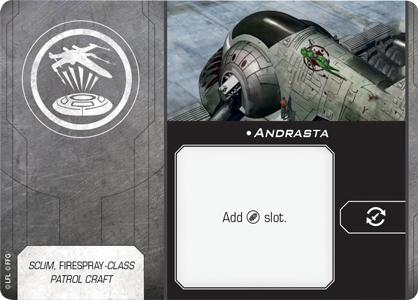 • ANDRASTA
Add slot.
SCUM, FIRESPRAY-CLASS
PATROL CRAFT
© LFL © FFG